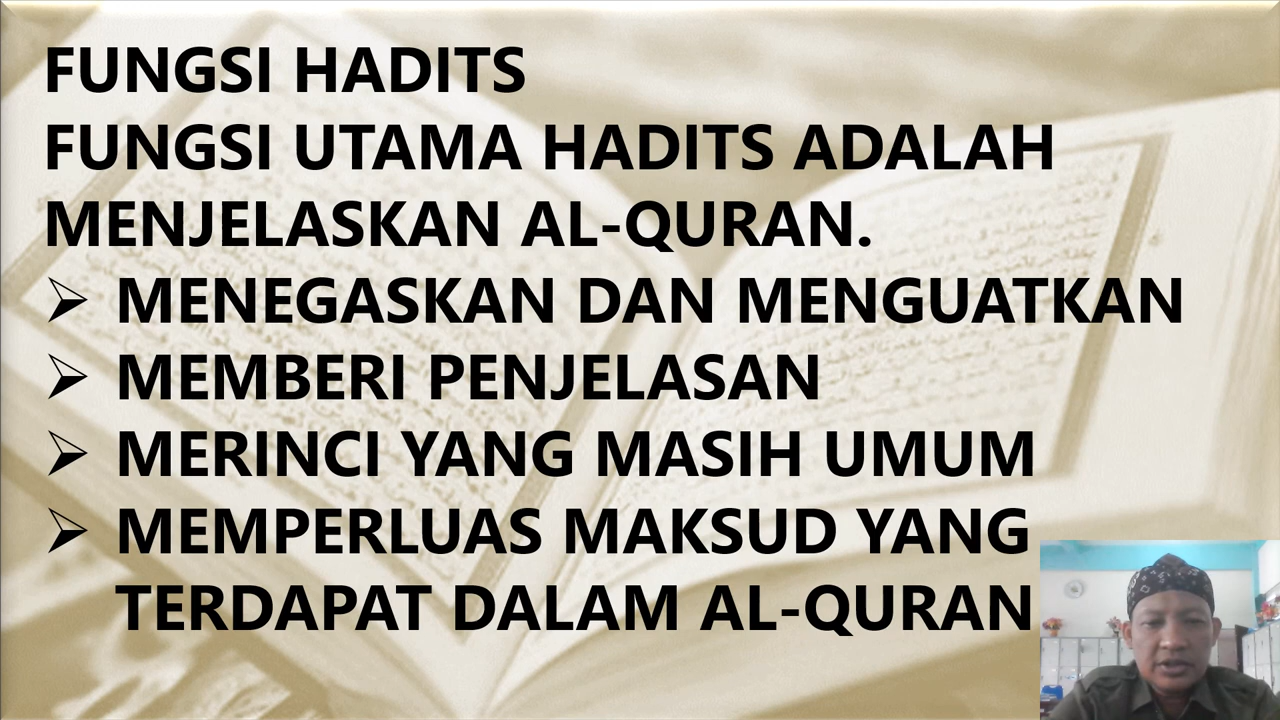 FUNGSI HADITS
FUNGSI UTAMA HADITS ADALAH
MENJELASKAN AL-QURAN.
➢ MENEGASKAN DAN MENGUATKAN
➢ MEMBERI PENJELASAN
➢ MERINCI YANG MASIH UMUM
➢ MEMPERLUAS MAKSUD YANG
TERDAPAT DALAM AL-QURAN